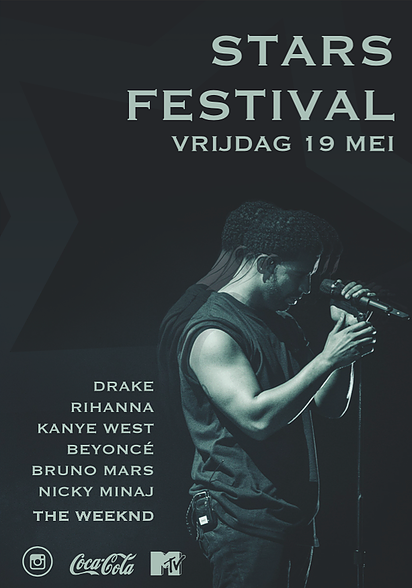 STARS
FESTIVAL
VRIJDAG 19 MEI
DRAKE
RIHANNA
KANYE WEST
BEYONCÉ
BRUNO MARS
NICKY MINAJ
THE WEEKND
Coca-Cola
MTV